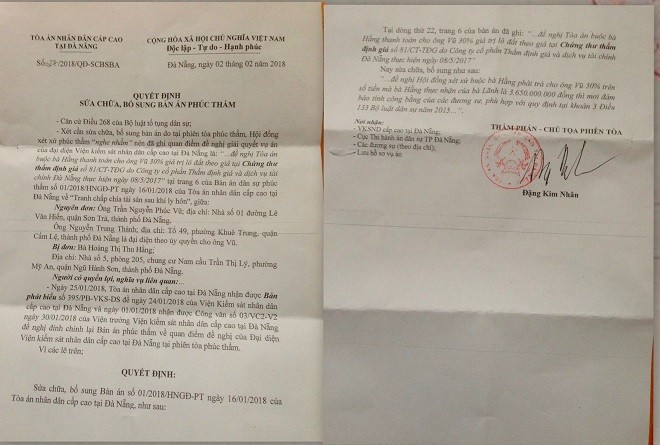 TÒA ÁN NHÂN DÂN CẤP CAO
TẠI ĐÀ NẴNG
CỘNG HÒA XÃ HỘI CHỦ NGHĨA VIỆT NAM
Độc lập - Tự do - Hạnh phúc
/2018/QĐ-SCBSBA
Đà Nẵng, ngày 02 tháng 02 năm 2018
QUYẾT ĐỊNH
SỬA CHỮA, BỔ SUNG BẢN ÁN PHÚC THẨM
- Căn cứ Điều 268 của Bộ luật tố tụng dân sự;
- Xét cần sửa chữa, bổ sung bản án do tại phiên tòa phúc thẩm, Hội đồng
xét xử phúc thẩm "nghe nhầm" nên đã ghi quan điểm đề nghị giải quyết vụ án
của đại diện Viện kiểm sát nhân dân cấp cao tại Đà Nẵng là: "…đề nghị Tòa án
buộc bà Hằng thanh toán cho ông Vũ 30% giá trị lô đất theo giá tại Chứng thư
thẩm định giá số 81/CT-TĐG do Công ty cổ phần Thẩm định giá và dịch vụ tài
chính Đà Nẵng thực hiện ngày 08/5/2017" tại trang 6 của Bản án dân sự phúc
thẩm số 01/2018/HNGĐ-PT ngày 16/01/2018 của Tòa án nhân dân cấp cao tại
Đà Nẵng về "Tranh chấp chia tài sản sau khi ly hôn", giữa:
Nguyên đơn: Ông Trần Nguyễn Phúc Vũ; địa chỉ: Nhà số 01 đường Lê
Văn Hiến, quận Sơn Trà, thành phố Đà Nẵng.
Ông Nguyễn Trung Thành; địa chỉ: Tổ 49, phường Khuê Trung, quận
Cẩm Lệ, thành phố Đà Nẵng là đại diện theo ủy quyền cho ông Vũ.
Bị đơn: Bà Hoàng Thị Thu Hằng;
Địa chỉ: Nhà số 5, phòng 205, chung cư Nam cầu Trần Thị Lý, phường
Mỹ An, quận Ngũ Hành Sơn, thành phố Đà Nẵng.
Người có quyền lợi, nghĩa vụ liên quan:…
- Ngày 25/01/2018, Tòa án nhân dân cấp cao tại Đà Nẵng nhận được Bản
phát biểu số 395/PB-VKS-DS đề ngày 24/01/2018 của Viện Kiểm sát nhân dân
cấp cao tại Đà Nẵng và ngày 01/01/2018 nhận được Công văn số 03/VC2-V2
ngày 30/01/2018 của Viện trưởng Viện kiểm sát nhân dân cấp cao tại Đà Nẵng
đề nghị đính chính lại Bản án phúc thẩm về quan điểm đề nghị của Đại diện
Viện kiểm sát nhân dân cấp cao tại Đà Nẵng tại phiên tòa phúc thẩm.
Vì các lẽ trên;
QUYẾT ĐỊNH:
Sửa chữa, bổ sung Bản án số 01/2018/HNGĐ-PT ngày 16/01/2018 của
Tòa án nhân dân cấp cao tại Đà Nẵng, như sau:
Tại dòng thứ 22, trang 6 của bản án đã ghi: "…đề nghị Tòa án buộc bà
Hằng thanh toán cho ông Vũ 30% giá trị lô đất theo giá tại Chứng thư thẩm
định giá số 81/CT-TĐG do Công ty cổ phần Thẩm định giá và dịch vụ tài chính
Đà Nẵng thực hiện ngày 08/5/2017"
Nay sửa chữa, bổ sung như sau:
"…đề nghị Hội đồng xét xử buộc bà Hằng phải trả cho ông Vũ 30% trên
số tiền mà bà Hằng thực nhận của bà Lãnh là 3.650.000.000 đồng thì mới đảm
bảo tính công bằng của các đương sự, phù hợp với quy định tại khoản 3 Điều
133 Bộ luật dân sự năm 2015…".
Nơi nhận:
- VKSND cấp cao tại Đà Nẵng;
- Cục Thi hành án dân sự TP Đà Nẵng;
- Các đương sự (theo địa chỉ);
- Lưu hồ sơ vụ án.
THẨM PHÁN - CHỦ TỌA PHIÊN TÒA
Đặng Kim Nhân